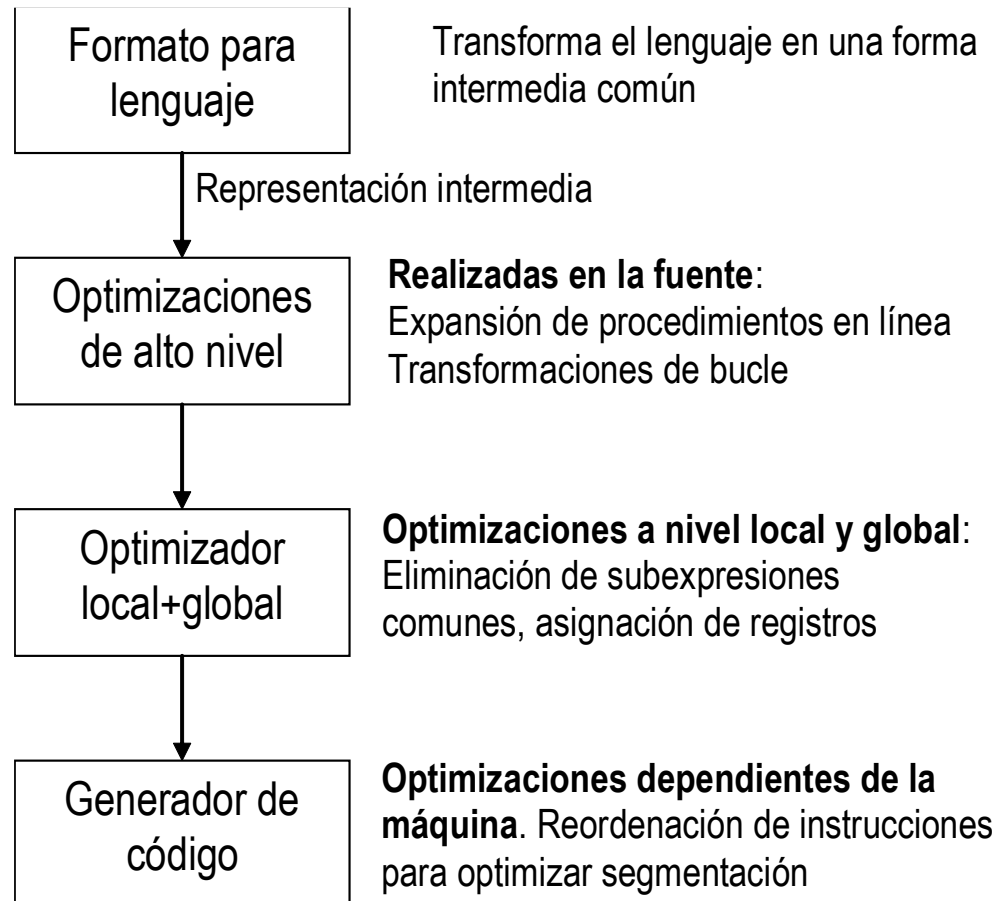 Formato para
lenguaje
Transforma el lenguaje en una forma
intermedia común
Representación intermedia
Optimizaciones
de alto nivel
Realizadas en la fuente:
Expansión de procedimientos en línea
Transformaciones de bucle
Optimizador
local+global
Optimizaciones a nivel local y global:
Eliminación de subexpresiones
comunes, asignación de registros
Generador de
código
Optimizaciones dependientes de la
máquina. Reordenación de instrucciones
para optimizar segmentación